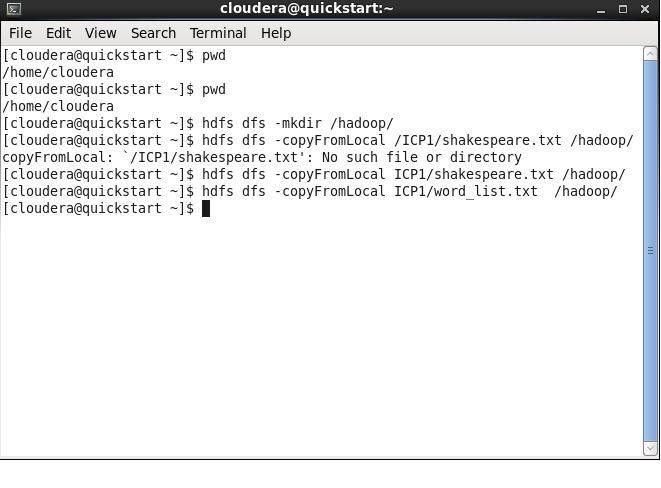 cloudera@quickstart:~
File Edit View Search Terminal Help
[cloudera@quickstart ~]$ pwd
/home/cloudera
[cloudera@quickstart ~]$ pwd
/home/cloudera
[cloudera@quickstart ~]$ hdfs dfs -mkdir /hadoop/
[cloudera@quickstart ~]$ hdfs dfs -copyFromLocal /ICP1/shakespeare.txt /hadoop/
copyFromLocal: `/ICP1/shakespeare.txt': No such file or directory
[cloudera@quickstart ~]$ hdfs dfs -copyFromLocal ICP1/shakespeare.txt /hadoop/
[cloudera@quickstart ~]$ hdfs dfs -copyFromLocal ICP1/word_list.txt  /hadoop/
[cloudera@quickstart ~]$